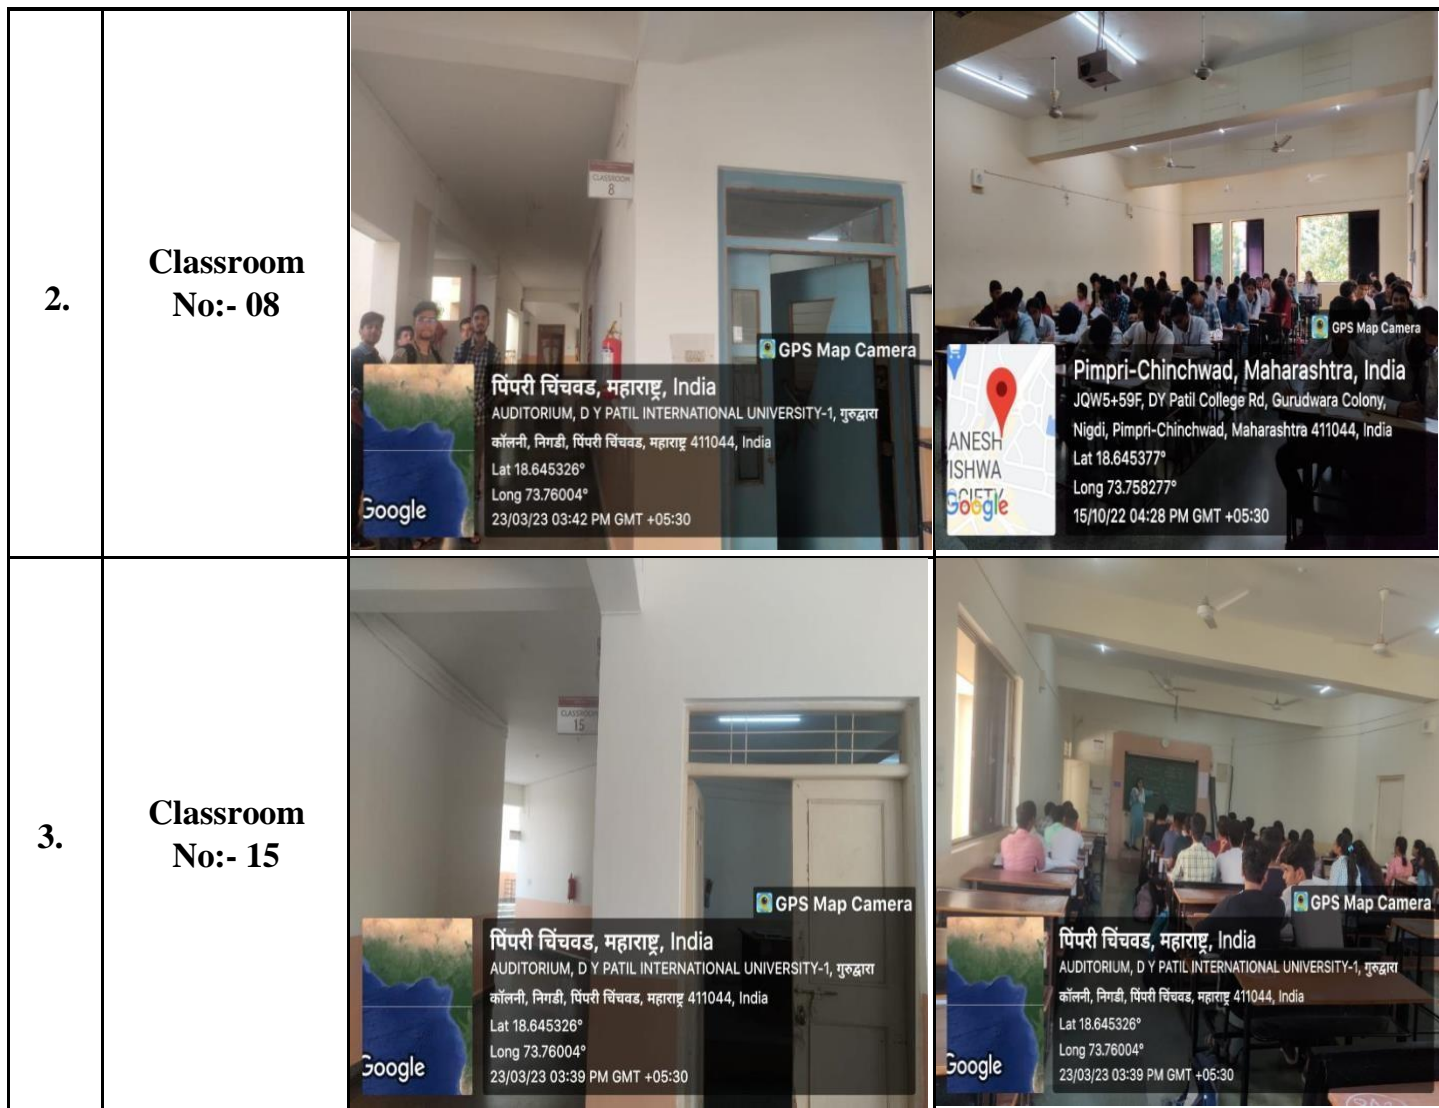 2.
Classroom
No:- 08
CLASSROOM
8
GPS Map Camera
पिंपरी चिंचवड, महाराष्ट्र, India
AUDITORIUM, D Y PATIL INTERNATIONAL UNIVERSITY-1, गुरुद्वारा
कॉलनी, निगडी, पिंपरी चिंचवड, महाराष्ट्र 411044, India
Lat 18.645326°
Long 73.76004°
23/03/23 03:42 PM GMT +05:30
Google
GPS Map Camera
Pimpri-Chinchwad, Maharashtra, India
JQW5+59F, DY Patil College Rd, Gurudwara Colony,
Nigdi, Pimpri-Chinchwad, Maharashtra 411044, India
Lat 18.645377°
Long 73.758277°
15/10/22 04:28 PM GMT +05:30
ANESH
ISHWA
Google
3.
Classroom
No:- 15
CLASSROOM
15
GPS Map Camera
पिंपरी चिंचवड, महाराष्ट्र, India
AUDITORIUM, D Y PATIL INTERNATIONAL UNIVERSITY-1, गुरुद्वारा
कॉलनी, निगडी, पिंपरी चिंचवड, महाराष्ट्र 411044, India
Lat 18.645326°
Long 73.76004°
23/03/23 03:39 PM GMT +05:30
Google
GPS Map Camera
पिंपरी चिंचवड, महाराष्ट्र, India
AUDITORIUM, D Y PATIL INTERNATIONAL UNIVERSITY-1, गुरुद्वारा
कॉलनी, निगडी, पिंपरी चिंचवड, महाराष्ट्र 411044, India
Lat 18.645326°
Long 73.76004°
23/03/23 03:39 PM GMT +05:30
Google